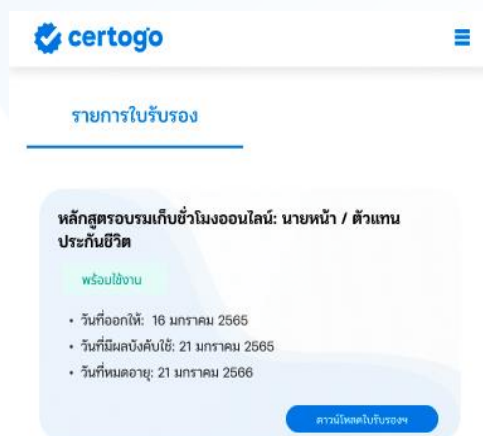 certogo
รายการใบรับรอง
หลักสูตรอบรมเก็บชั่วโมงออนไลน์: นายหน้า / ตัวแทน
ประกันชีวิต
พร้อมใช้งาน
• วันที่ออกให้: 16 มกราคม 2565
• วันที่มีผลบังคับใช้: 21 มกราคม 2565
• วันที่หมดอายุ: 21 มกราคม 2566
ดาวน์โหลดใบรับรองฯ